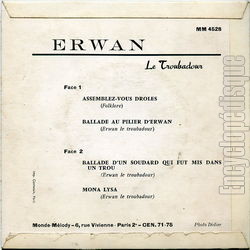 MM 4528
ERWAN
Le Troubadour
Face 1
ASSEMBLEZ-VOUS DROLES
(Folklore)
BALLADE AU PILIER D'ERWAN
(Erwan le troubadour)
Face 2
BALLADE D'UN SOUDARD QUI FUT MIS DANS
UN TROU
(Erwan le troubadour)
MONA LYSA
(Erwan le troubadour)
Monde-Mélody - 6, rue Vivienne - Paris 2e - CEN. 71-75
Photo Didier